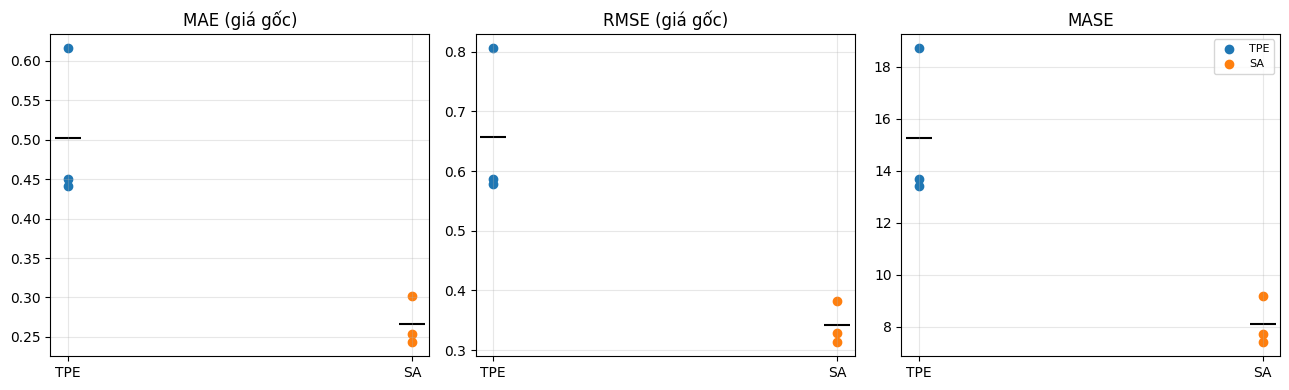 MAE (giá gốc)
0.60
0.55
0.50
0.45
0.40
0.35
0.30
0.25
TPE
SA
RMSE (giá gốc)
0.8
0.7
0.6
0.5
0.4
0.3
TPE
SA
MASE
18
16
14
12
10
8
TPE
SA
TPE
SA